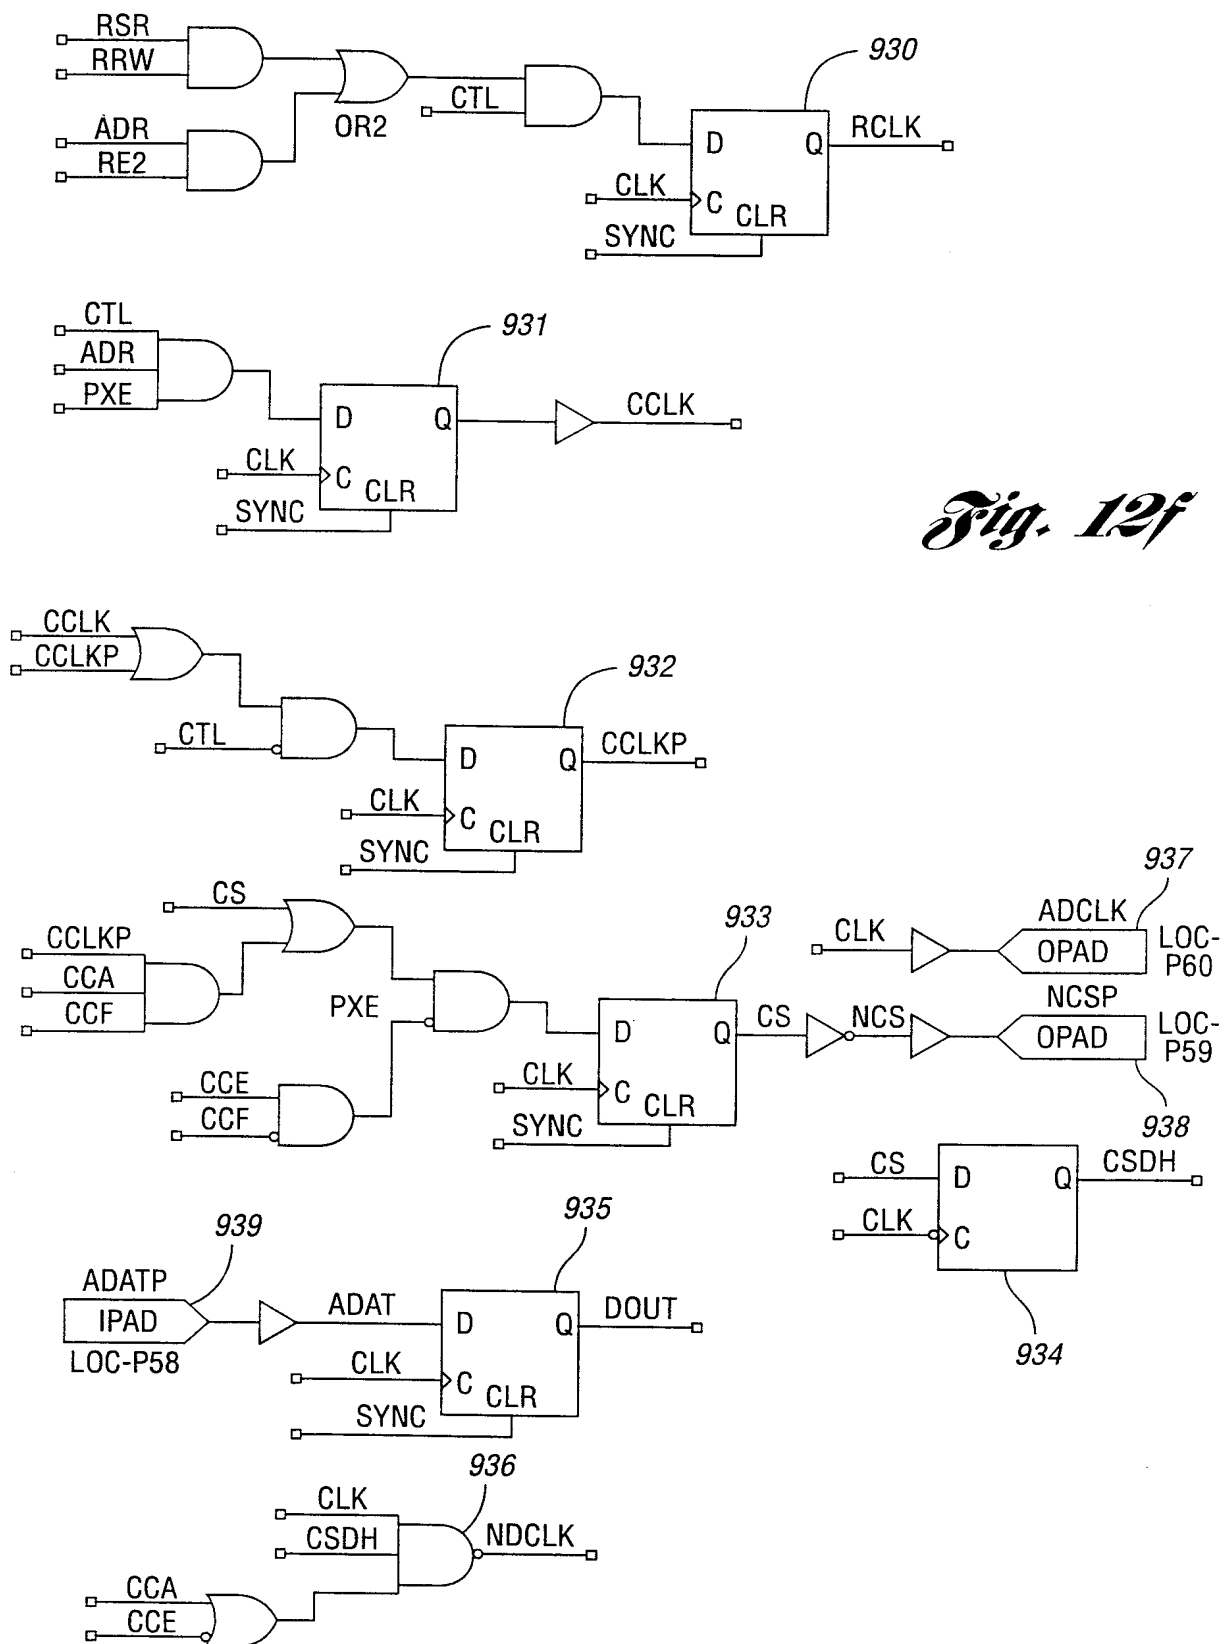 RSR
RRW
ADR
RE2
OR2
CTL
930
D
Q
RCLK
CLK
C
CLR
SYNC
CTL
ADR
PXE
931
D
Q
CCLK
CLK
C
CLR
SYNC
Fig. 12f
CCLK
CCLKP
CTL
932
D
Q
CCLKP
CLK
C
CLR
SYNC
CS
CCLKP
CCA
CCF
PXE
CCE
CCF
933
D
Q
CS
NCS
CLK
C
CLR
SYNC
937
CLK
ADCLK
OPAD
LOC-
P60
NCSP
OPAD
LOC-
P59
938
CS
D
Q
CSDH
CLK
C
934
939
ADATP
IPAD
LOC-P58
ADAT
935
D
Q
DOUT
CLK
C
CLR
SYNC
936
CLK
CSDH
NDCLK
CCA
CCE